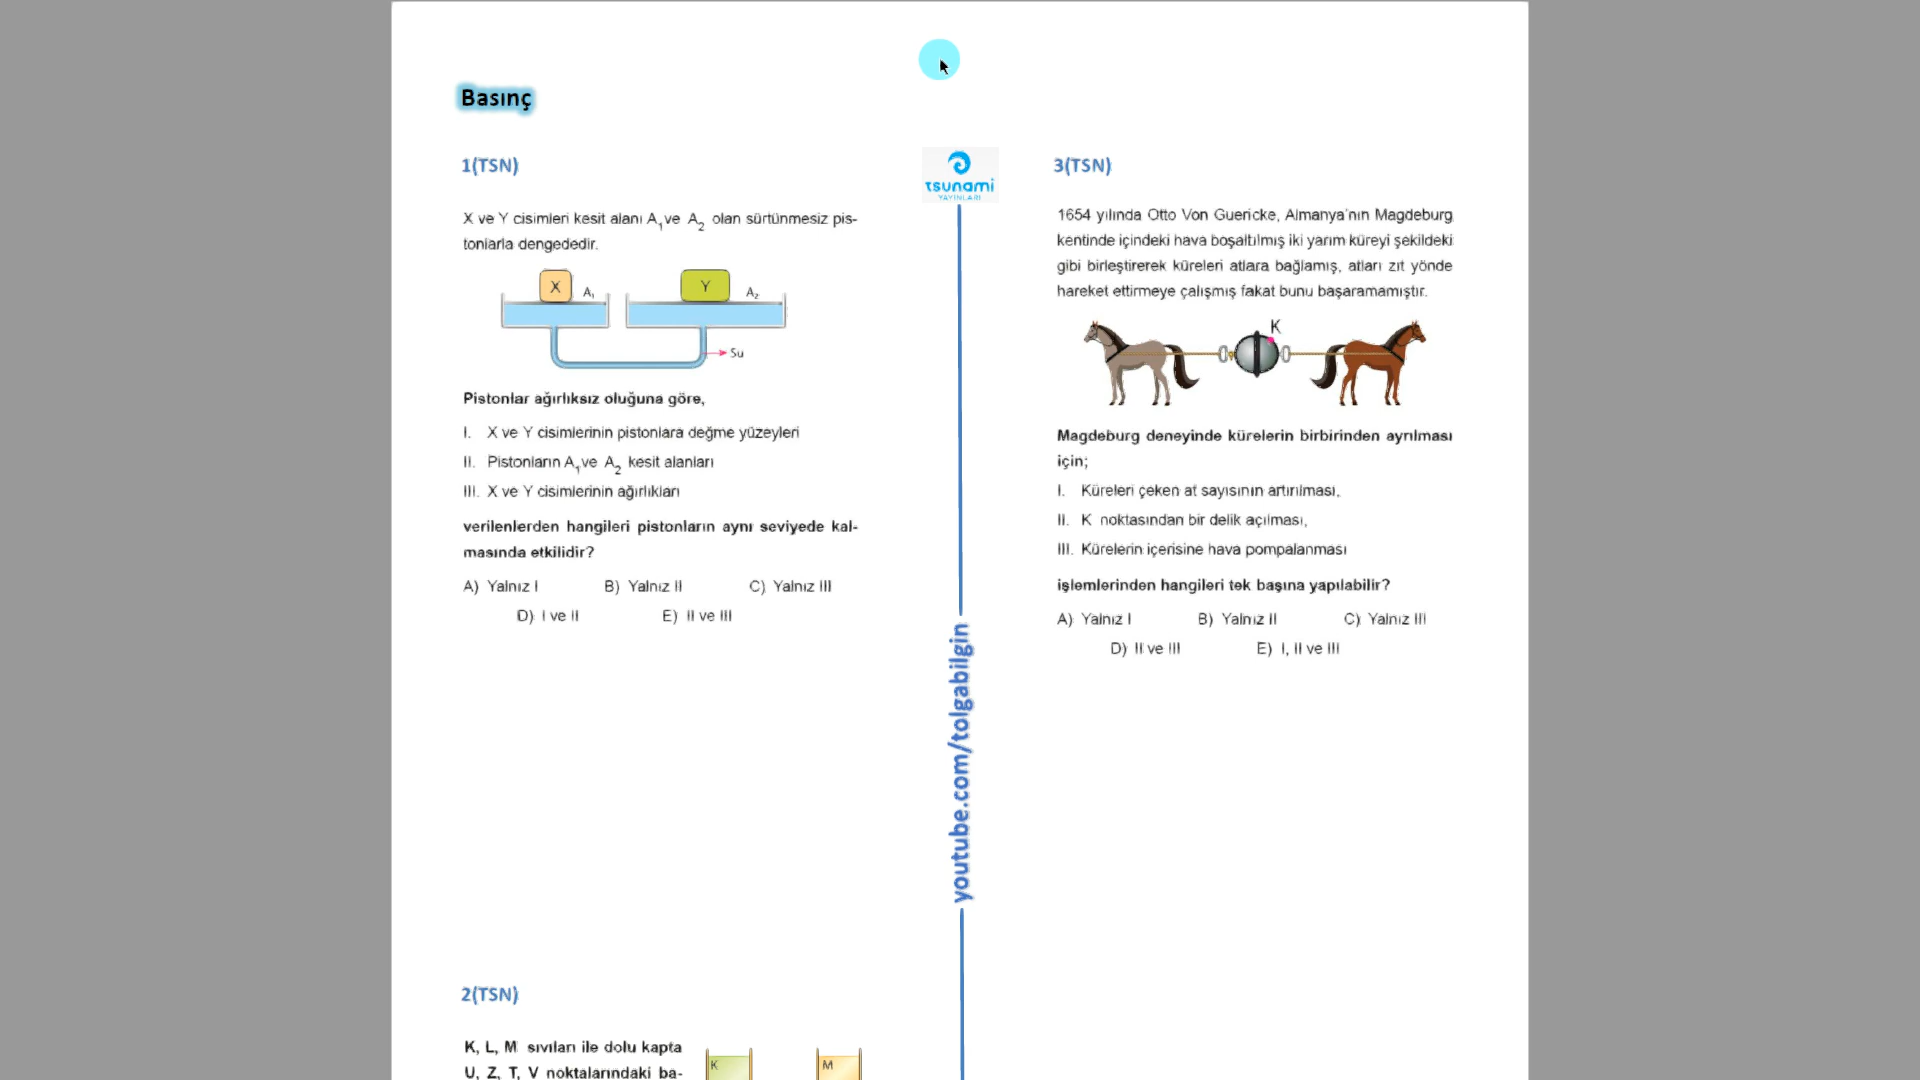 Basınç
1(TSN)
X ve Y cisimleri kesit alanı A₁ve A₂ olan sürtünmesiz pis-
tonlarla dengededir.
X
A₁
Y
A₂
Su
Pistonlar ağırlıksız oluğuna göre,
I. X ve Y cisimlerinin pistonlara değme yüzeyleri
II. Pistonların A₁ve A₂ kesit alanları
III. X ve Y cisimlerinin ağırlıkları
verilenlerden hangileri pistonların aynı seviyede kal-
masında etkilidir?
A) Yalnız I B) Yalnız II C) Yalnız III
D) I ve II E) II ve III
2(TSN)
K, L, M sıvıları ile dolu kapta
U, Z, T, V noktalarındaki ba-
K
M
tsunami
YAYINLARI
youtube.com/tolgabilgin
3(TSN)
1654 yılında Otto Von Guericke, Almanya'nın Magdeburg
kentinde içindeki hava boşaltılmış iki yarım küreyi şekildeki
gibi birleştirerek küreleri atlara bağlamış, atları zıt yönde
hareket ettirmeye çalışmış fakat bunu başaramamıştır.
K
Magdeburg deneyinde kürelerin birbirinden ayrılması
için;
I. Küreleri çeken at sayısının artırılması,
II. K noktasından bir delik açılması,
III. Kürelerin içerisine hava pompalanması
işlemlerinden hangileri tek başına yapılabilir?
A) Yalnız I B) Yalnız II C) Yalnız III
D) II ve III E) I, II ve III